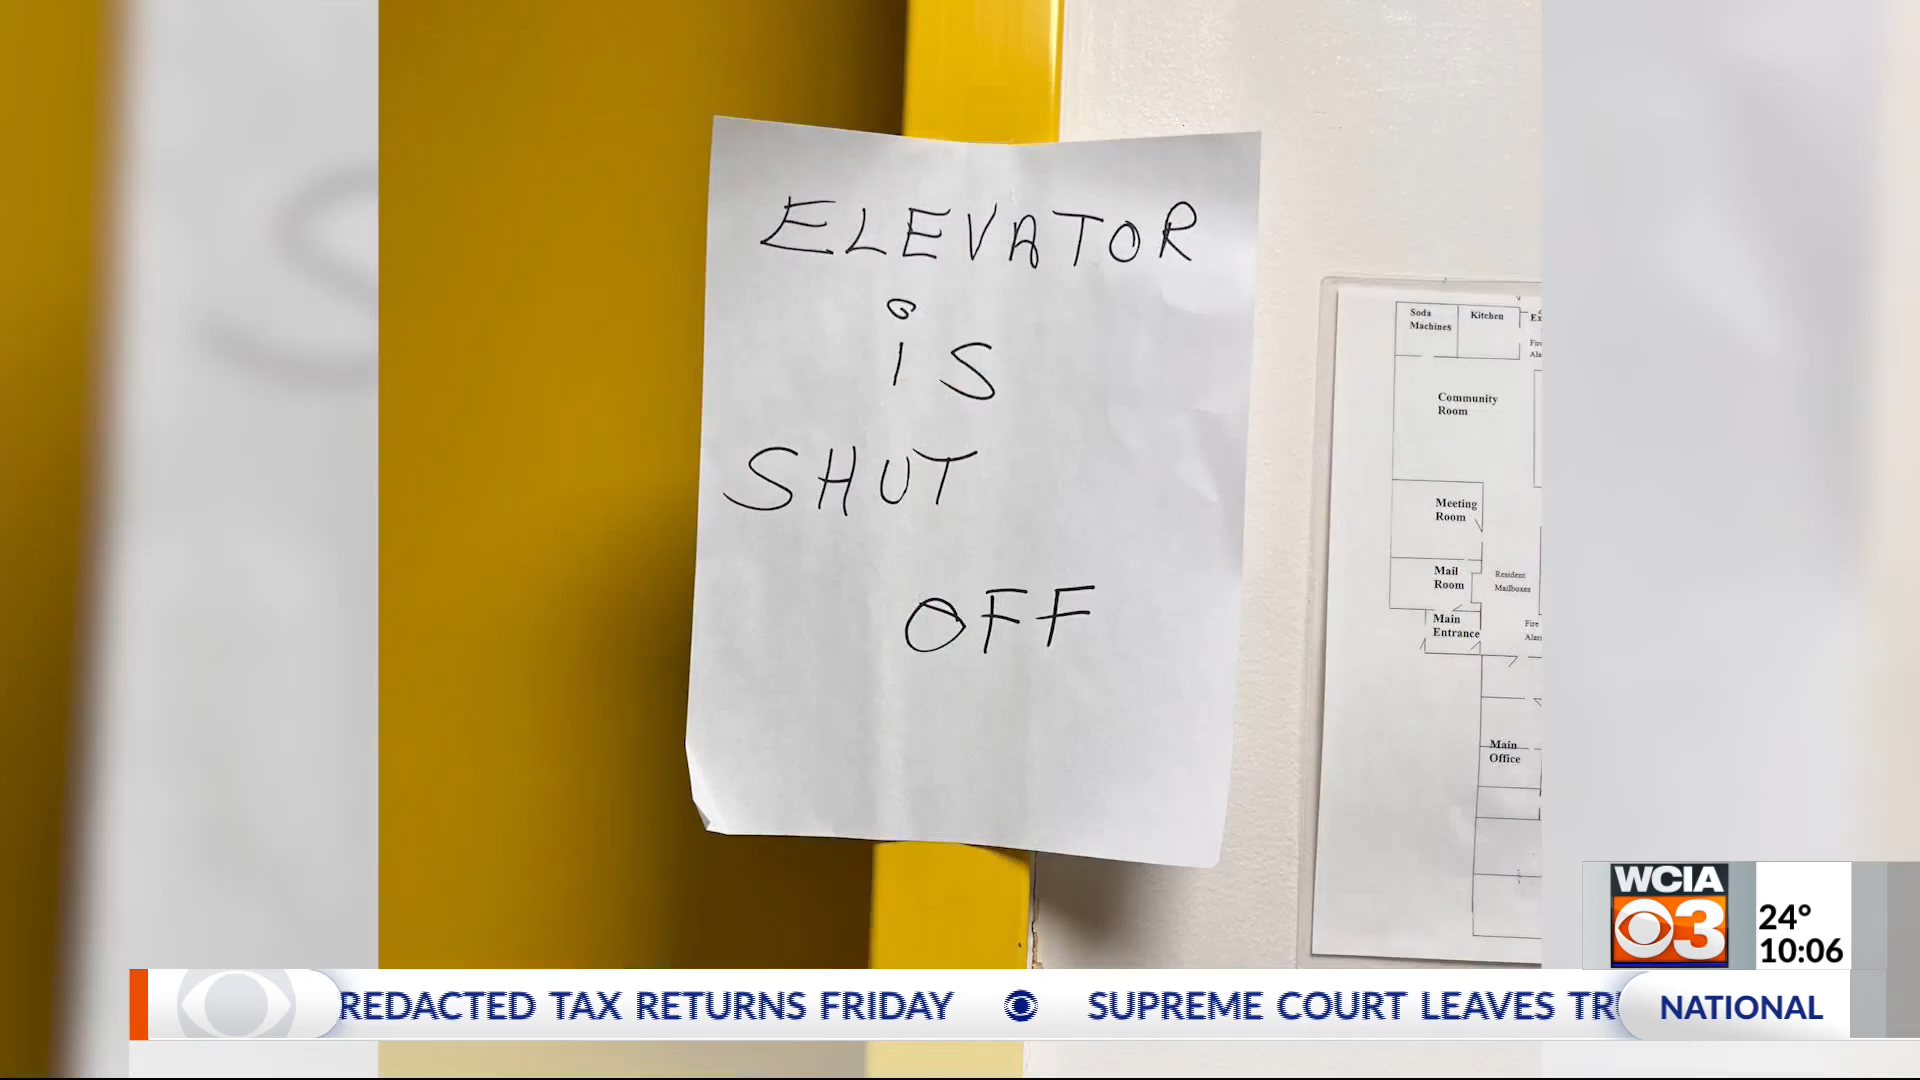 ELEVATOR
is
SHUT
OFF
Soda
Machines
Kitchen
Community
Room
Meeting
Room
Mail
Room
Resident
Mailboxes
Main
Entrance
Fire
Main
Office
WCIA
3
24°
10:06
REDACTED TAX RETURNS FRIDAY SUPREME COURT LEAVES
NATIONAL